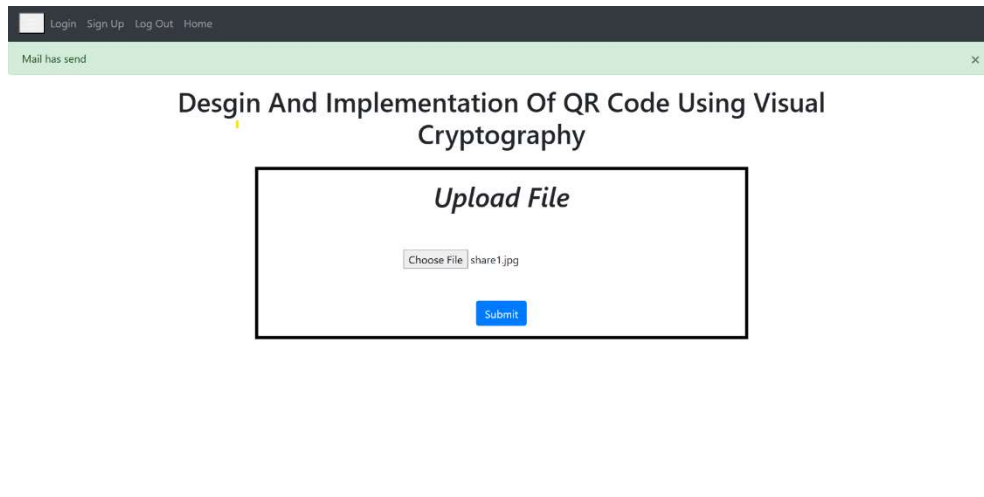 Login Sign Up Log Out Home
Mail has send ×
Desgin And Implementation Of QR Code Using Visual
Cryptography
Upload File
Choose File share1.jpg
Submit